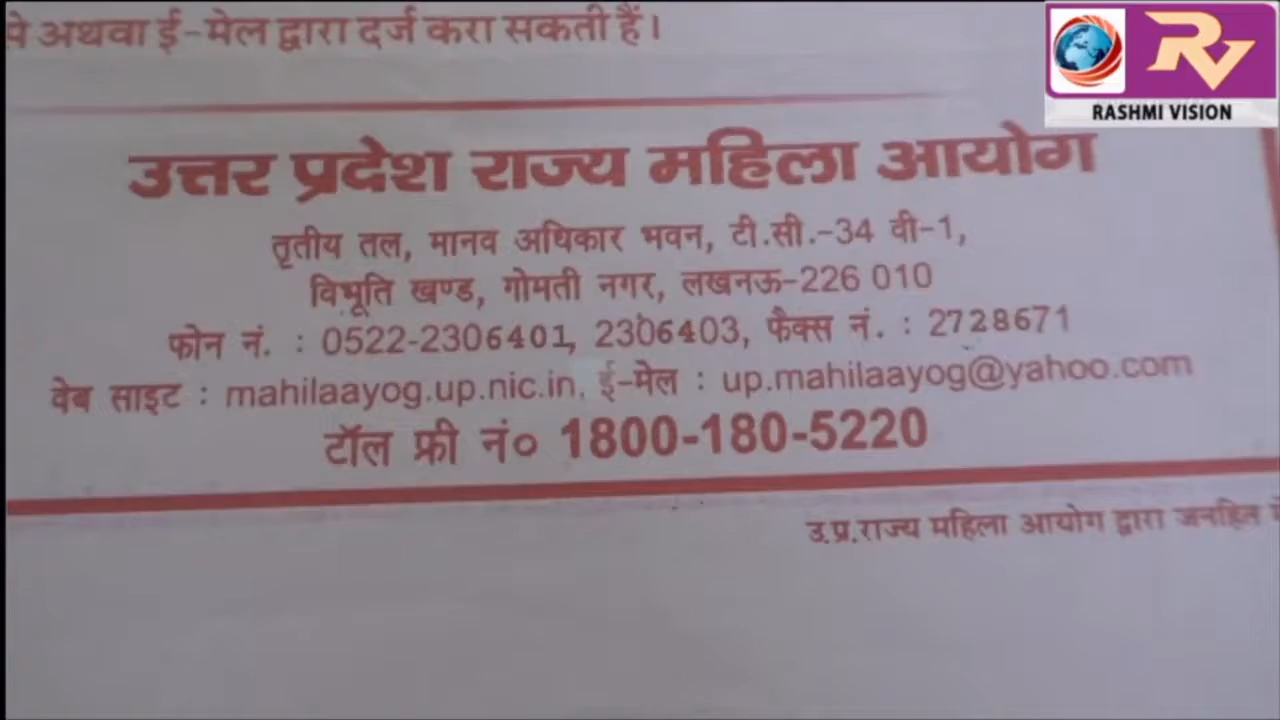 से अथवा ई-मेल द्वारा दर्ज करा सकती हैं।
RASHMI VISION
उत्तर प्रदेश राज्य महिला आयोग
तृतीय तल, मानव अधिकार भवन, टी.सी.-34 वी-1,
विभूति खण्ड, गोमती नगर, लखनऊ-226 010
फोन नं. : 0522-2306401, 2306403, फैक्स नं. : 2728671
वेब साइट : mahilaayog.up.nic.in, ई-मेल : up.mahilaayog@yahoo.com
टॉल फ्री नं० 1800-180-5220
उ.प्र.राज्य महिला आयोग द्वारा जनहित